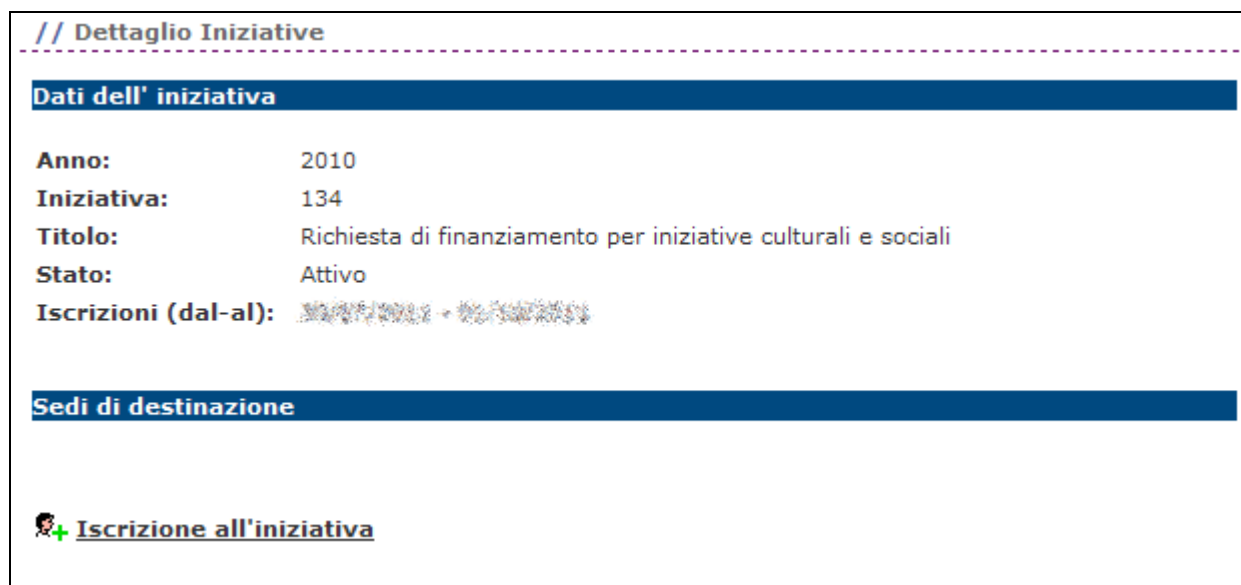 // Dettaglio Iniziative
Dati dell' iniziativa
Anno: 2010
Iniziativa: 134
Titolo: Richiesta di finanziamento per iniziative culturali e sociali
Stato: Attivo
Iscrizioni (dal-al):
Sedi di destinazione
Iscrizione all'iniziativa